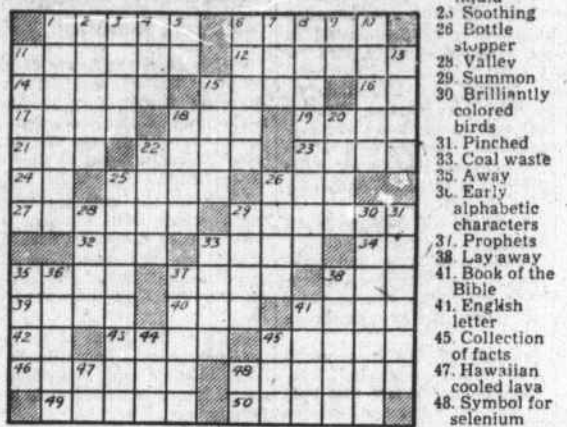 1 2 3 4 5 6 7 8 9 10
11 12 13
14 15 16
17 18 19 20
21 22 23
24 25 26
27 28 29 30 31
32 33 34
35 36 37 38
39 40 41
42 43 44 45
46 47 48
49 50
Soothing
26 Bottle
stopper
28. Valley
29. Summon
30 Brilliantly
colored
birds
31. Pinched
33. Coal waste
35. Away
Early
alphabetic
characters
37. Prophets
38. Lay away
41. Book of the
Bible
41. English
letter
45. Collection
of facts
47. Hawaiian
cooled lava
48. Symbol for
selenium